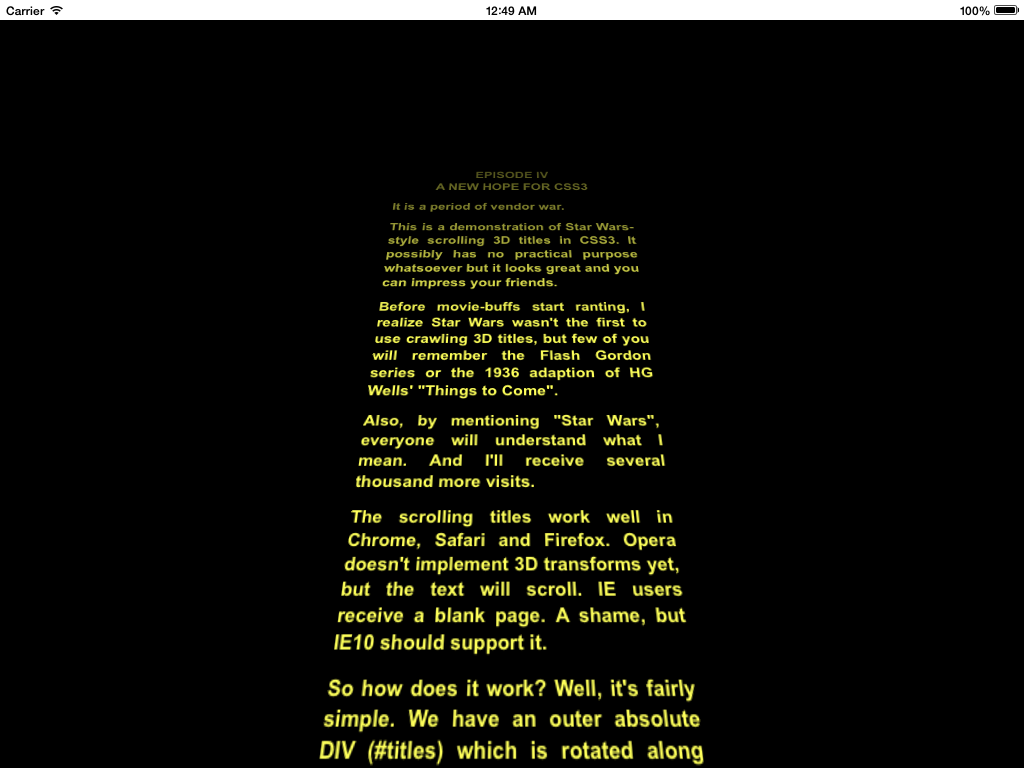 Carrier
12:49 AM
100%
EPISODE IV
A NEW HOPE FOR CSS3
It is a period of vendor war.
This is a demonstration of Star Wars-
style scrolling 3D titles in CSS3. It
possibly has no practical purpose
whatsoever but it looks great and you
can impress your friends.
Before movie-buffs start ranting, I
realize Star Wars wasn't the first to
use crawling 3D titles, but few of you
will remember the Flash Gordon
series or the 1936 adaption of HG
Wells' "Things to Come".
Also, by mentioning "Star Wars",
everyone will understand what I
mean. And I'll receive several
thousand more visits.
The scrolling titles work well in
Chrome, Safari and Firefox. Opera
doesn't implement 3D transforms yet,
but the text will scroll. IE users
receive a blank page. A shame, but
IE10 should support it.
So how does it work? Well, it's fairly
simple. We have an outer absolute
DIV (#titles) which is rotated along